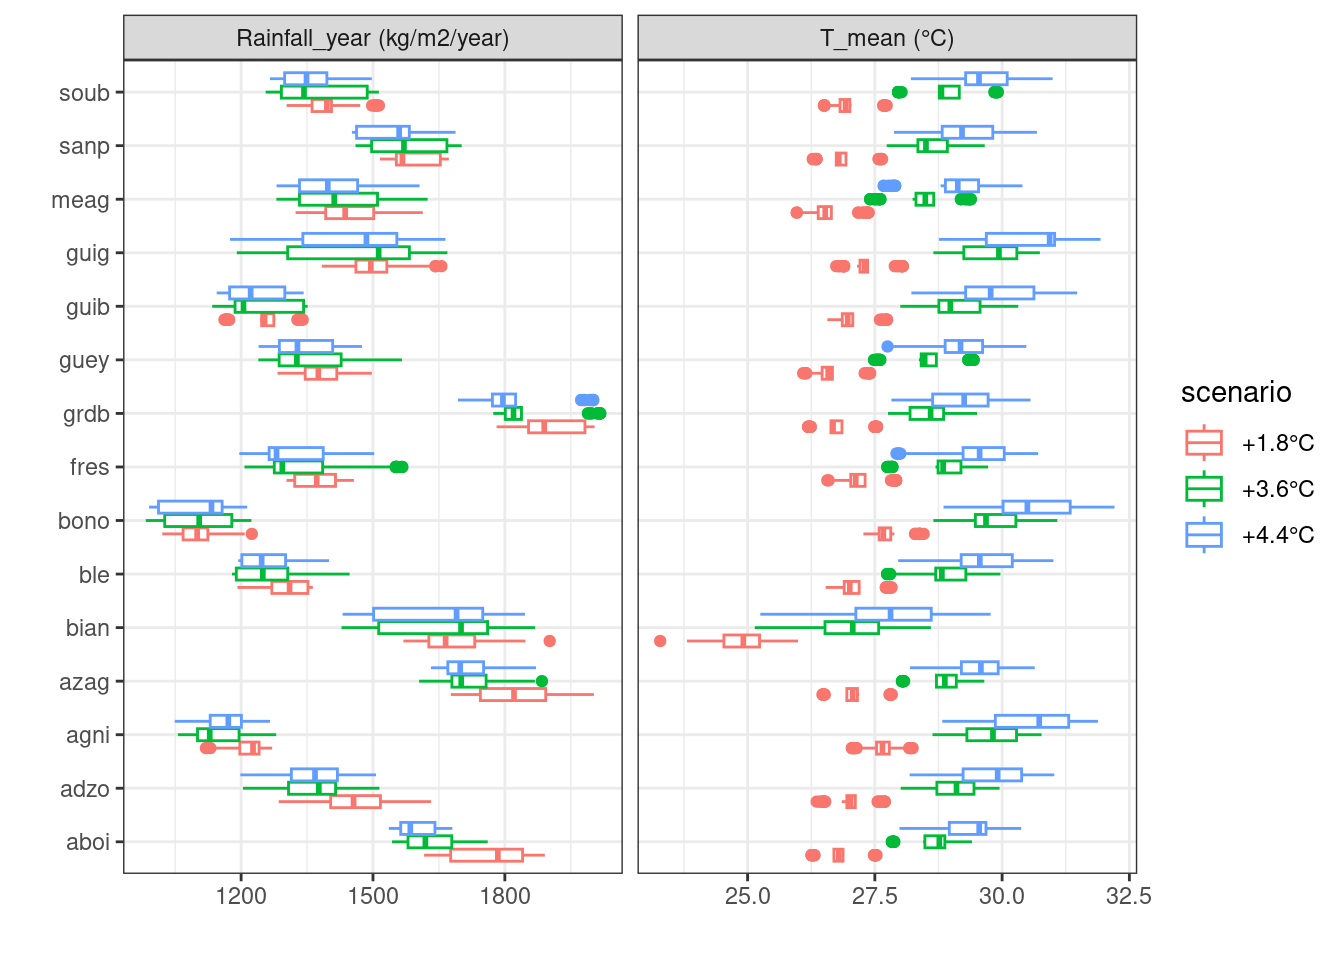 Rainfall_year (kg/m2/year)
T_mean (°C)
soub
sanp
meag
guig
guib
guey
grdb
fres
bono
ble
bian
azag
agni
adzo
aboi
1200 1500 1800
25.0 27.5 30.0 32.5
scenario
+1.8°C
+3.6°C
+4.4°C